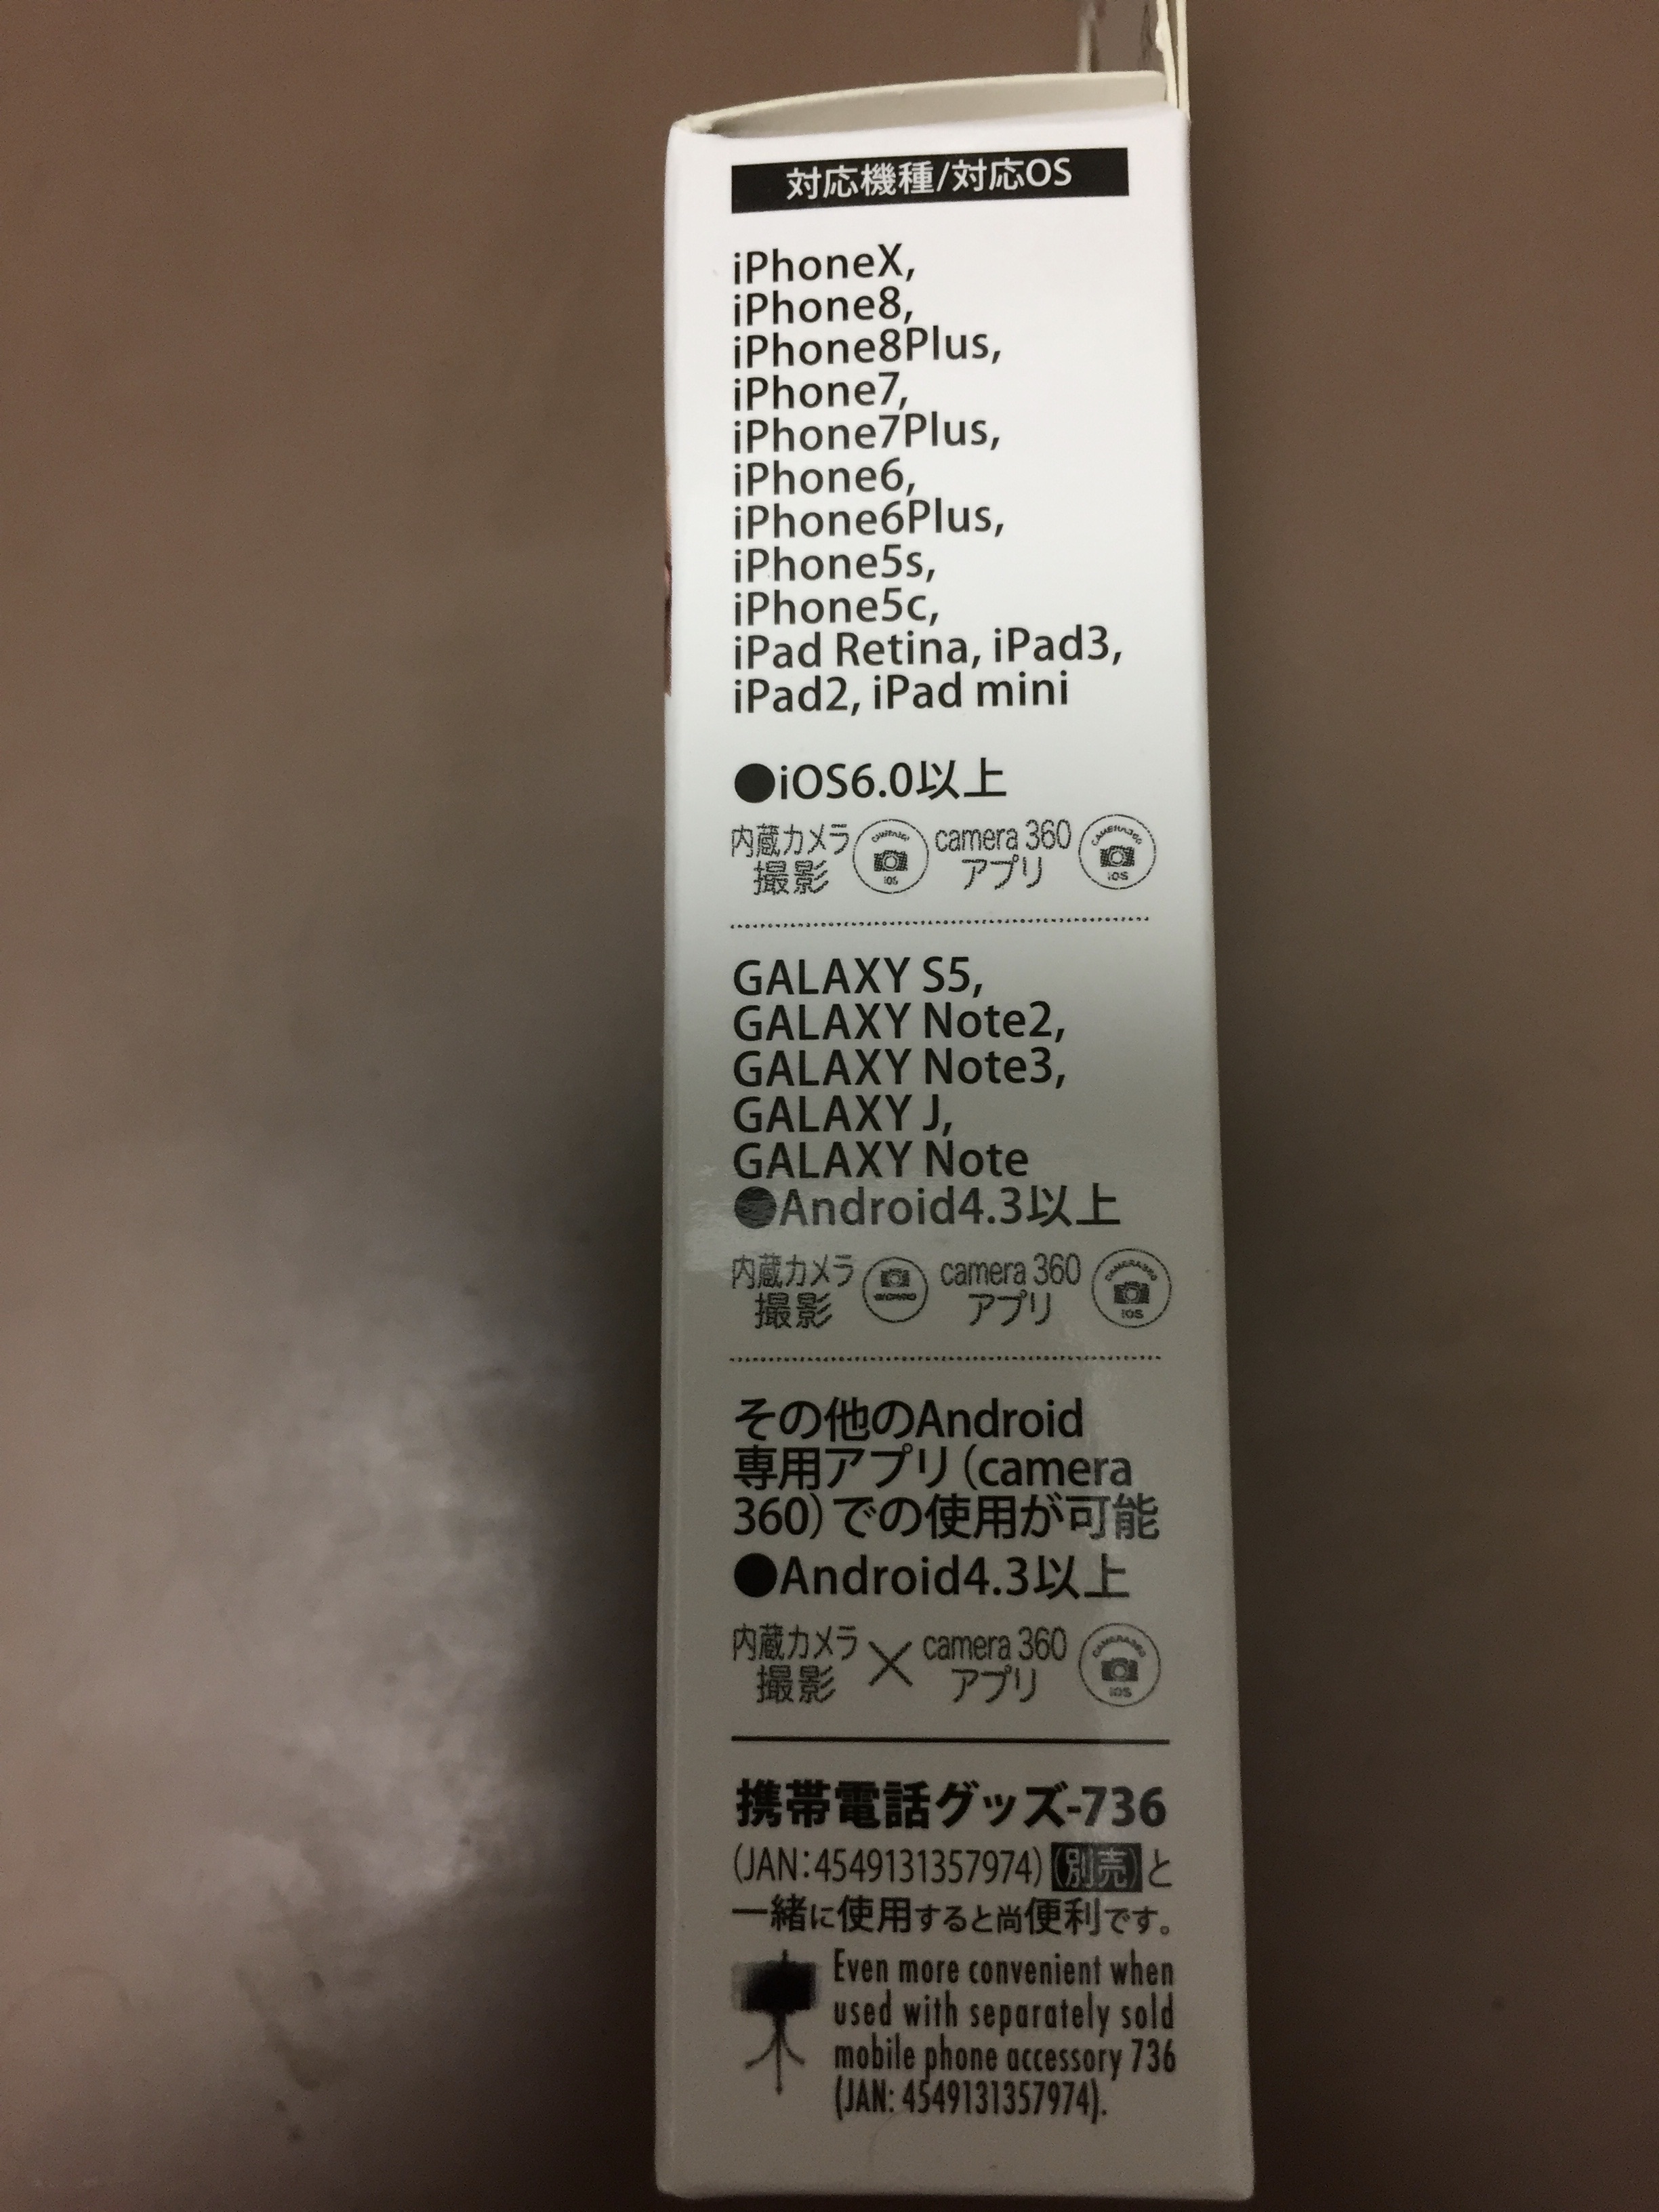 対応機種/対応OS
iPhoneX,
iPhone8,
iPhone8Plus,
iPhone7,
iPhone7Plus,
iPhone6,
iPhone6Plus,
iPhone5s,
iPhone5c,
iPad Retina, iPad3,
iPad2, iPad mini
●iOS6.0以上
内蔵カメラ camera 360
撮影 iOS アプリ CAMERA360 iOS
GALAXY S5,
GALAXY Note2,
GALAXY Note3,
GALAXY J,
GALAXY Note
●Android4.3以上
内蔵カメラ camera 360
撮影 アプリ CAMERA360 iOS
その他のAndroid
専用アプリ(camera
360)での使用が可能
●Android4.3以上
内蔵カメラ × camera 360
撮影 アプリ CAMERA360 iOS
携帯電話グッズ-736
(JAN:4549131357974)(別売)と
一緒に使用すると尚便利です。
Even more convenient when
used with separately sold
mobile phone accessory 736
(JAN: 4549131357974).